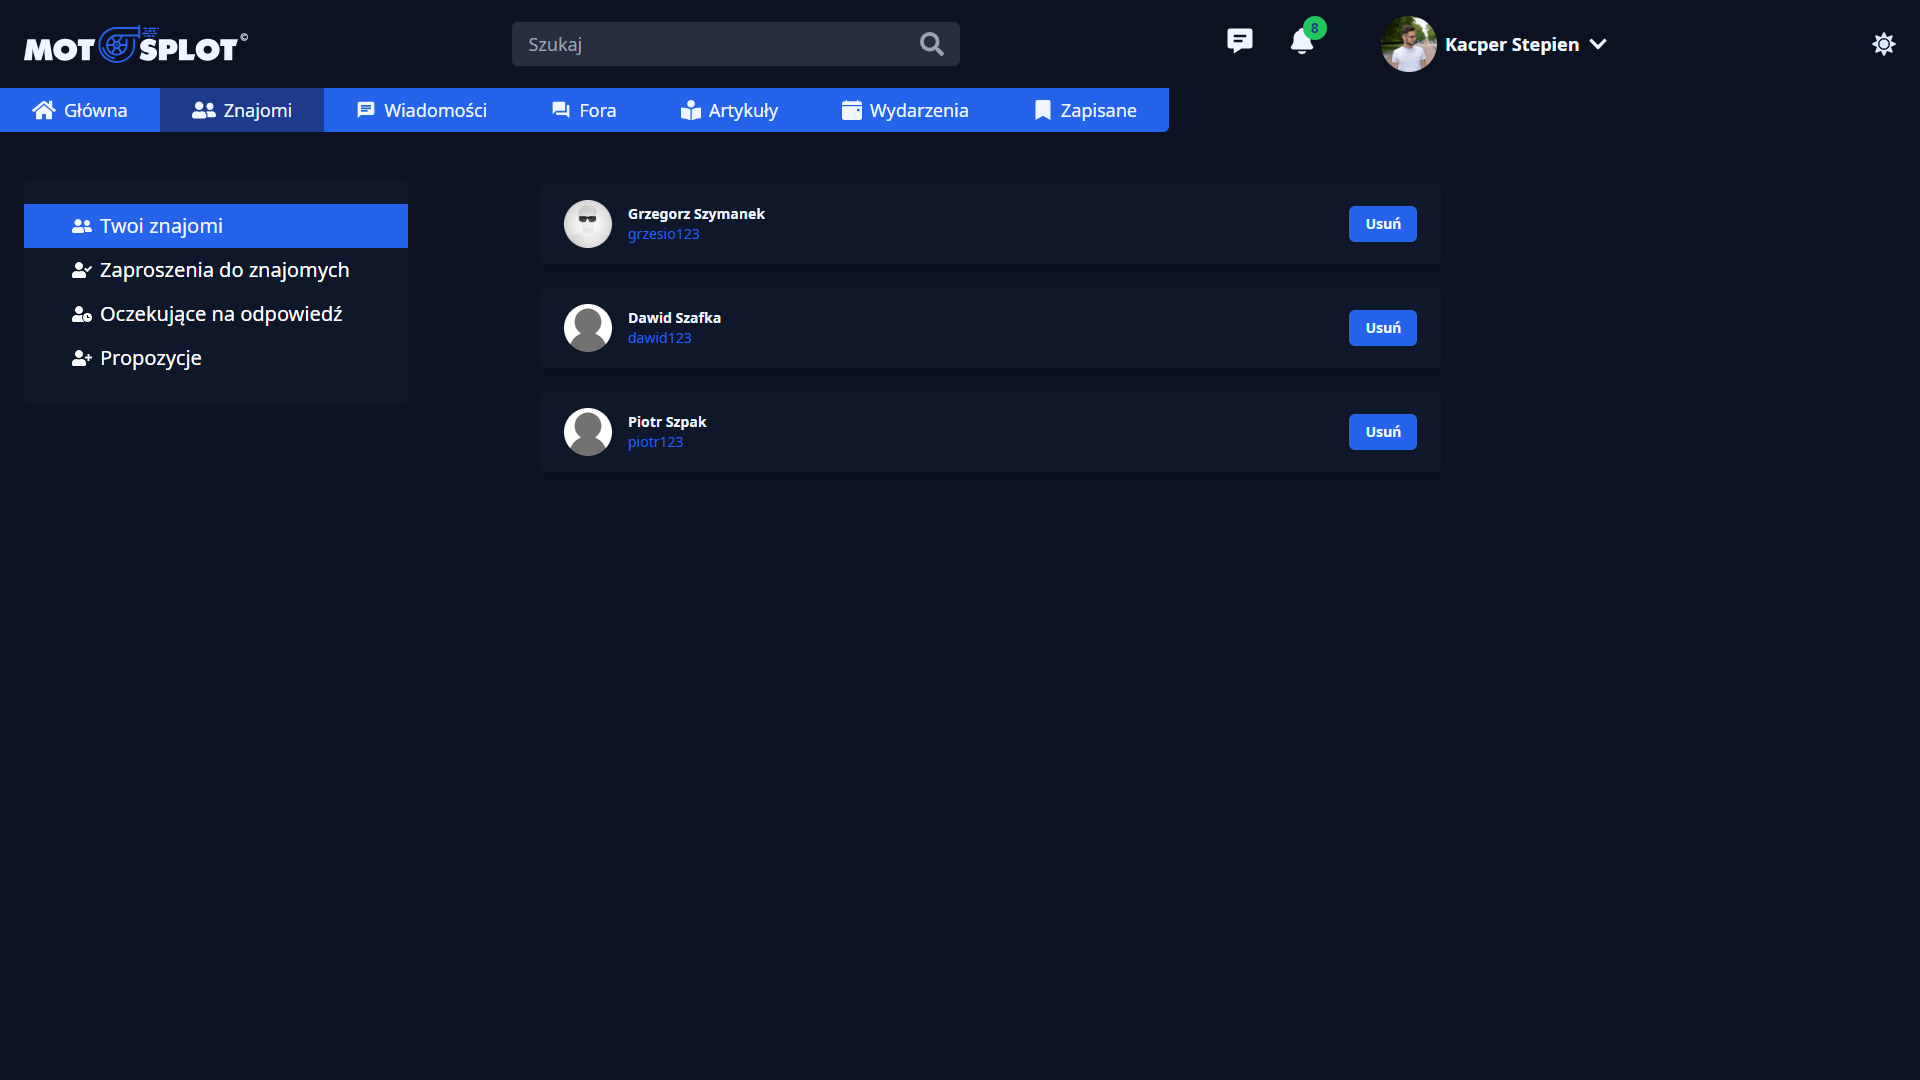 MOTOSPLOT©
Szukaj
8
Kacper Stepien
Główna
Znajomi
Wiadomości
Fora
Artykuły
Wydarzenia
Zapisane
Twoi znajomi
Zaproszenia do znajomych
Oczekujące na odpowiedź
Propozycje
Grzegorz Szymanek
grzesio123
Usuń
Dawid Szafka
dawid123
Usuń
Piotr Szpak
piotr123
Usuń